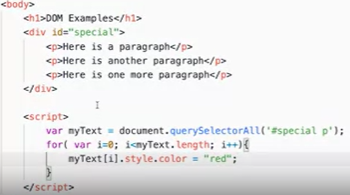 <body>
<h1>DOM Examples</h1>
<div id="special">
<p>Here is a paragraph</p>
<p>Here is another paragraph</p>
<p>Here is one more paragraph</p>
</div>
<script>
var myText = document.querySelectorAll('#special p');
for( var i=0; i<myText.length; i++){
myText[i].style.color = "red";
}
</script>